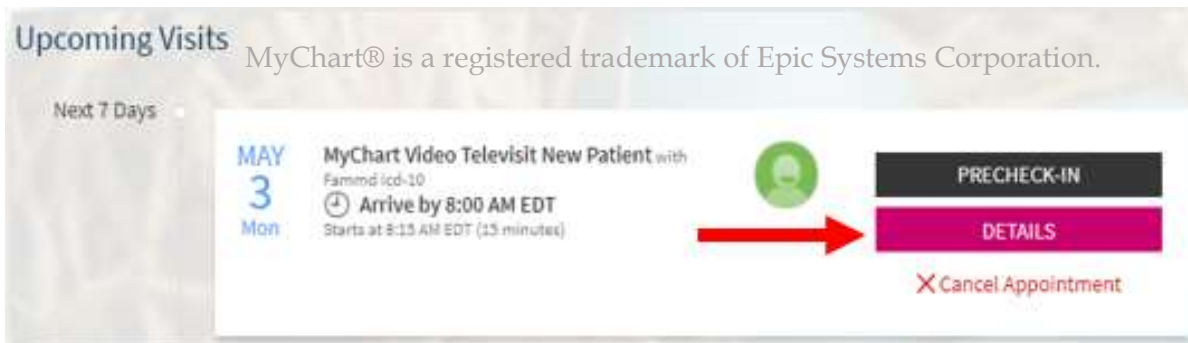 Upcoming Visits
MyChart® is a registered trademark of Epic Systems Corporation.
Next 7 Days
MAY
3
Mon
MyChart Video Televisit New Patient with
Fammd Icd-10
Arrive by 8:00 AM EDT
Starts at 8:15 AM EDT (15 minutes)
PRECHECK-IN
DETAILS
Cancel Appointment